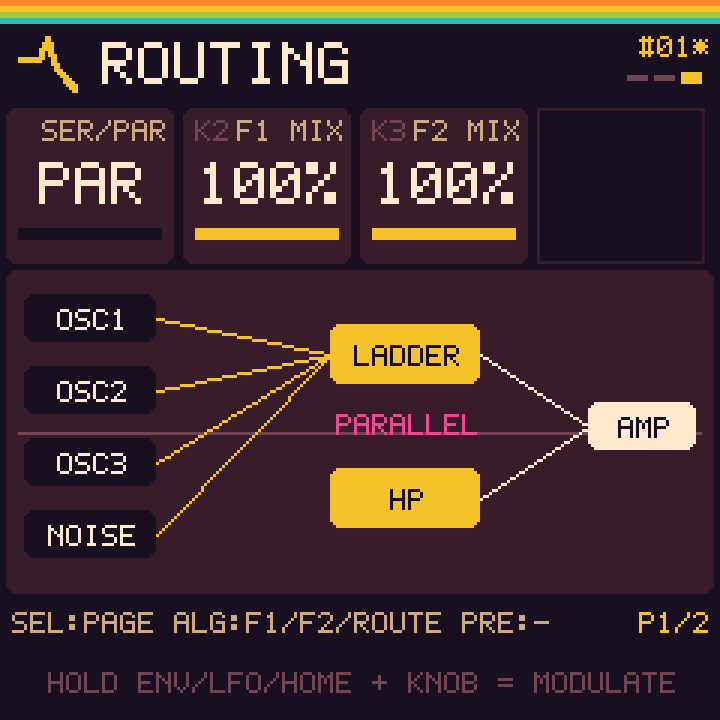 ROUTING
#01*
SER/PAR
PAR
K2 F1 MIX
100%
K3 F2 MIX
100%
OSC1
OSC2
OSC3
NOISE
LADDER
PARALLEL
HP
AMP
SEL:PAGE ALG:F1/F2/ROUTE PRE:- P1/2
HOLD ENV/LFO/HOME + KNOB = MODULATE